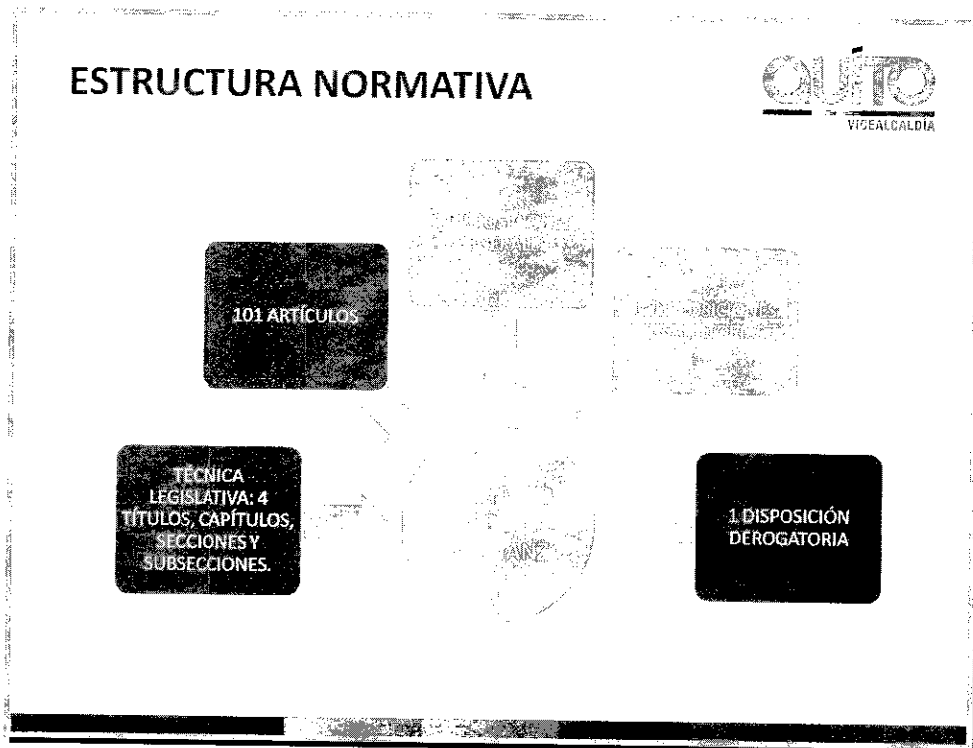 ESTRUCTURA NORMATIVA
QUITO
VICEALCALDÍA
101 ARTÍCULOS
TÉCNICA
LEGISLATIVA: 4
TÍTULOS, CAPÍTULOS,
SECCIONES Y
SUBSECCIONES.
1 DISPOSICIÓN
DEROGATORIA